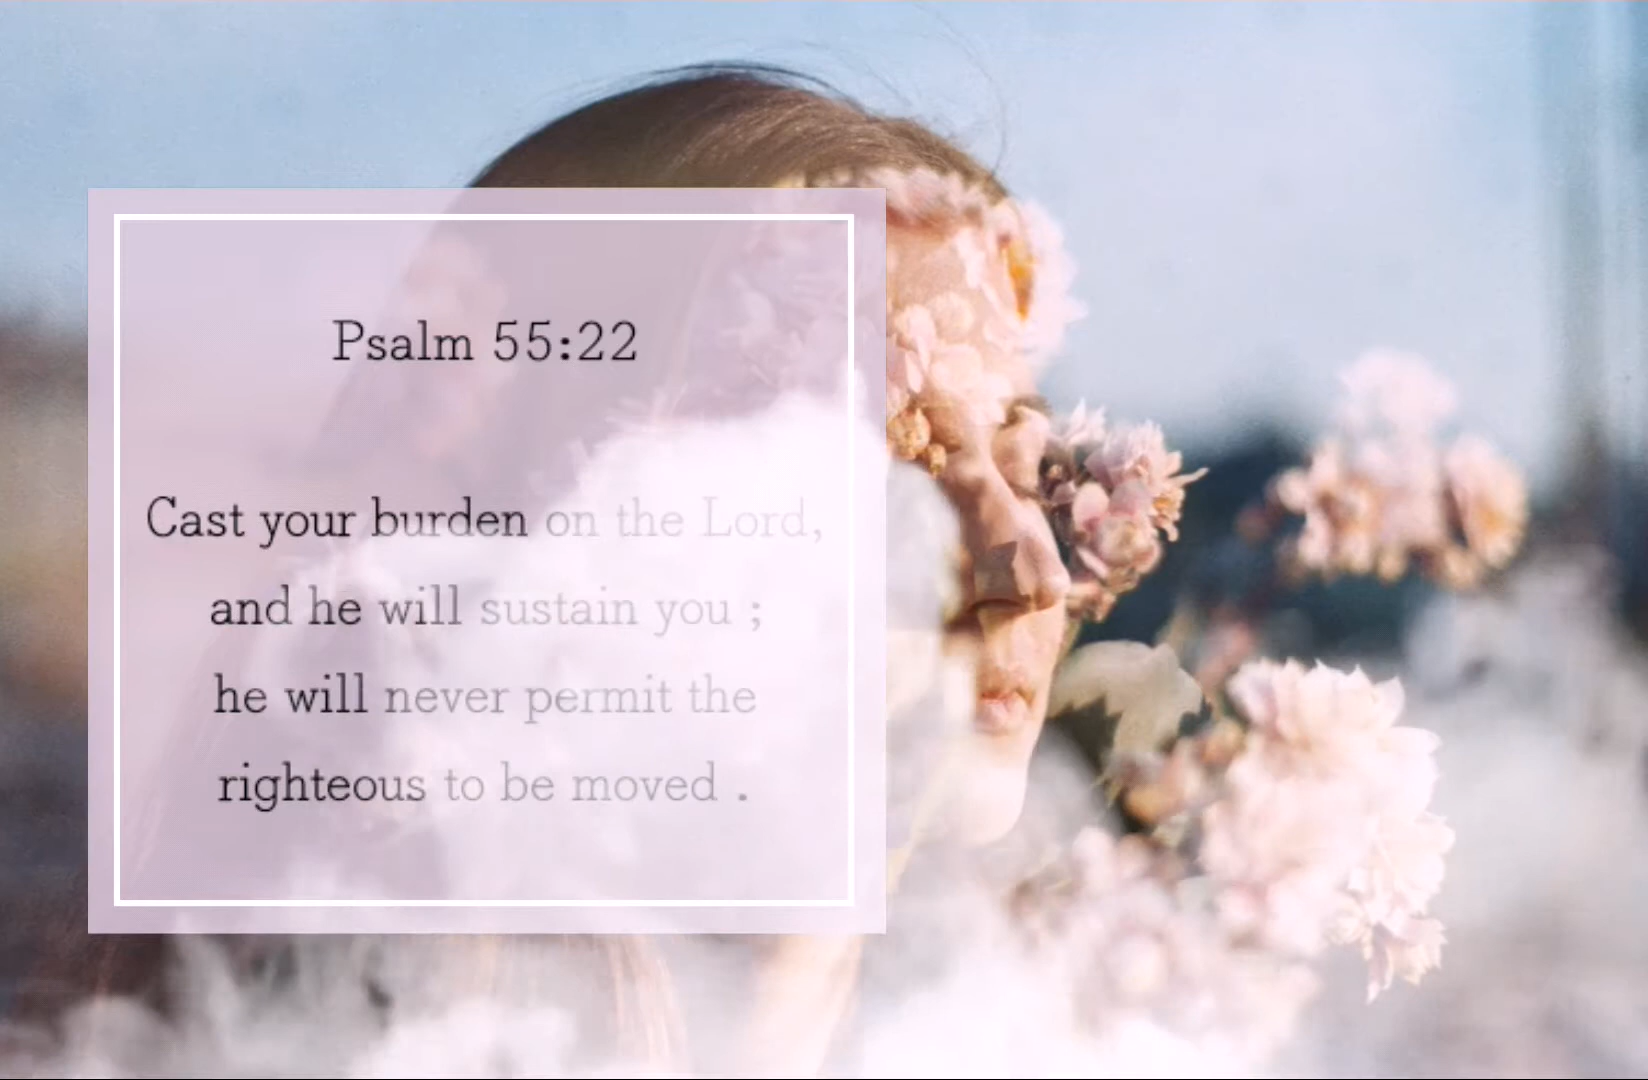 Psalm 55:22
Cast your burden on the Lord,
and he will sustain you ;
he will never permit the
righteous to be moved .